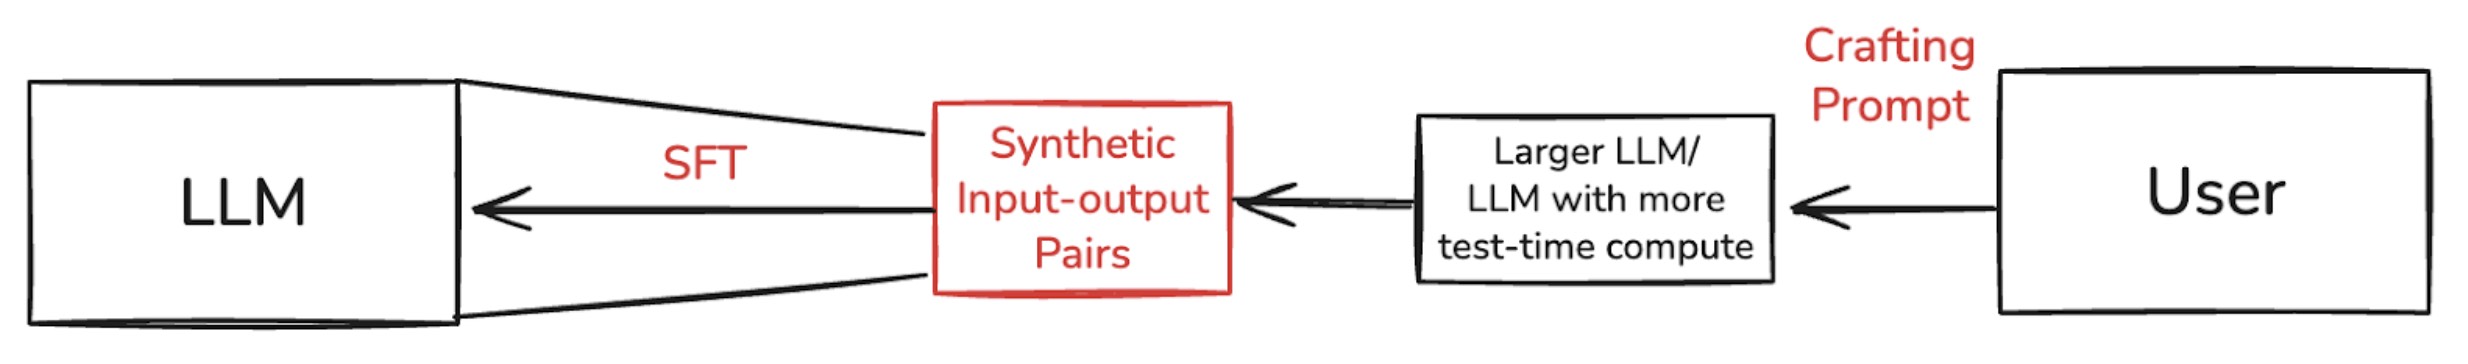 LLM
SFT
Synthetic
Input-output
Pairs
Larger LLM/
LLM with more
test-time compute
Crafting
Prompt
User